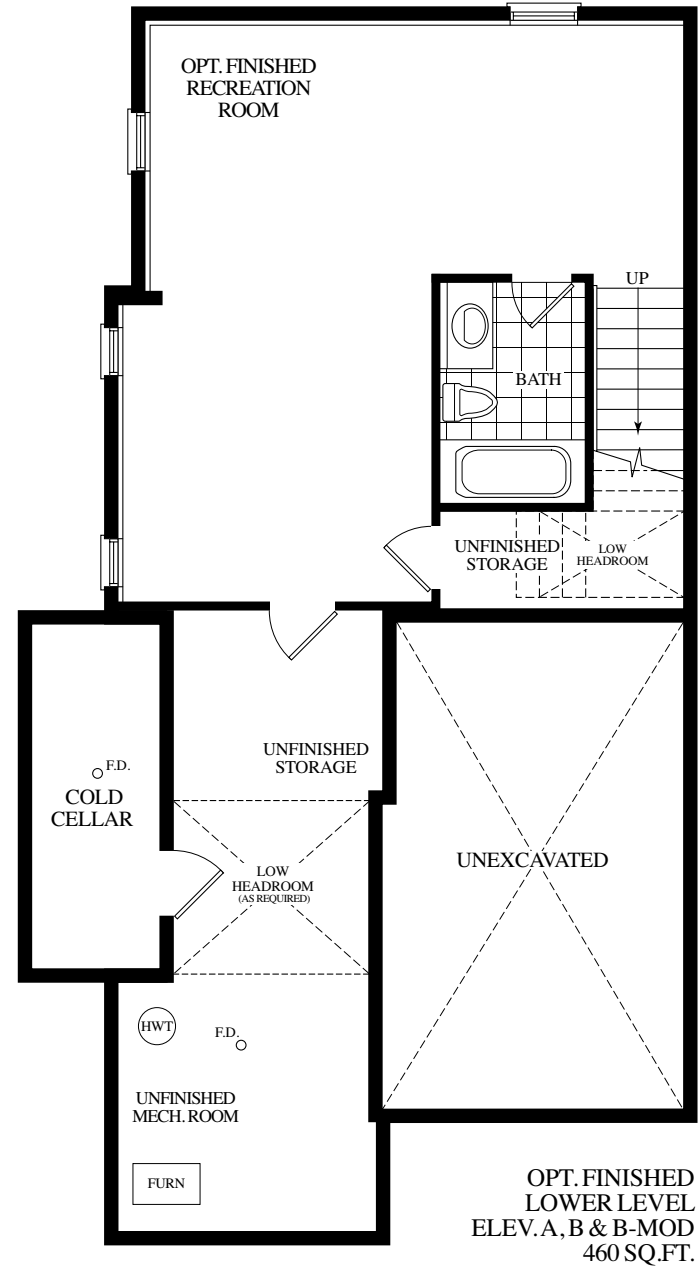 OPT. FINISHED
RECREATION
ROOM
UP
BATH
UNFINISHED
STORAGE
LOW
HEADROOM
UNFINISHED
STORAGE
F.D.
COLD
CELLAR
UNEXCAVATED
LOW
HEADROOM
(AS REQUIRED)
HWT
F.D.
UNFINISHED
MECH. ROOM
FURN
OPT. FINISHED
LOWER LEVEL
ELEV. A, B & B-MOD
460 SQ.FT.